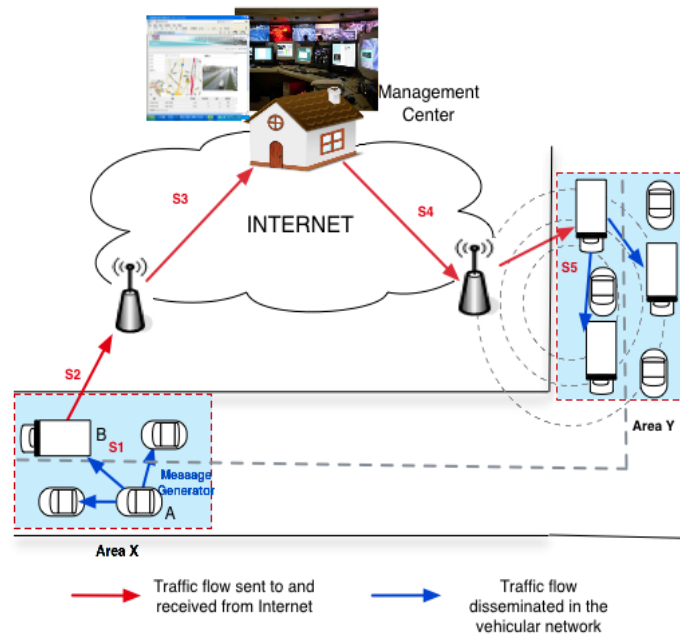 Management
Center
S3
INTERNET
S4
S5
S2
B
S1
Message
Generator
A
Area Y
Area X
Traffic flow sent to and
received from Internet
Traffic flow
disseminated in the
vehicular network